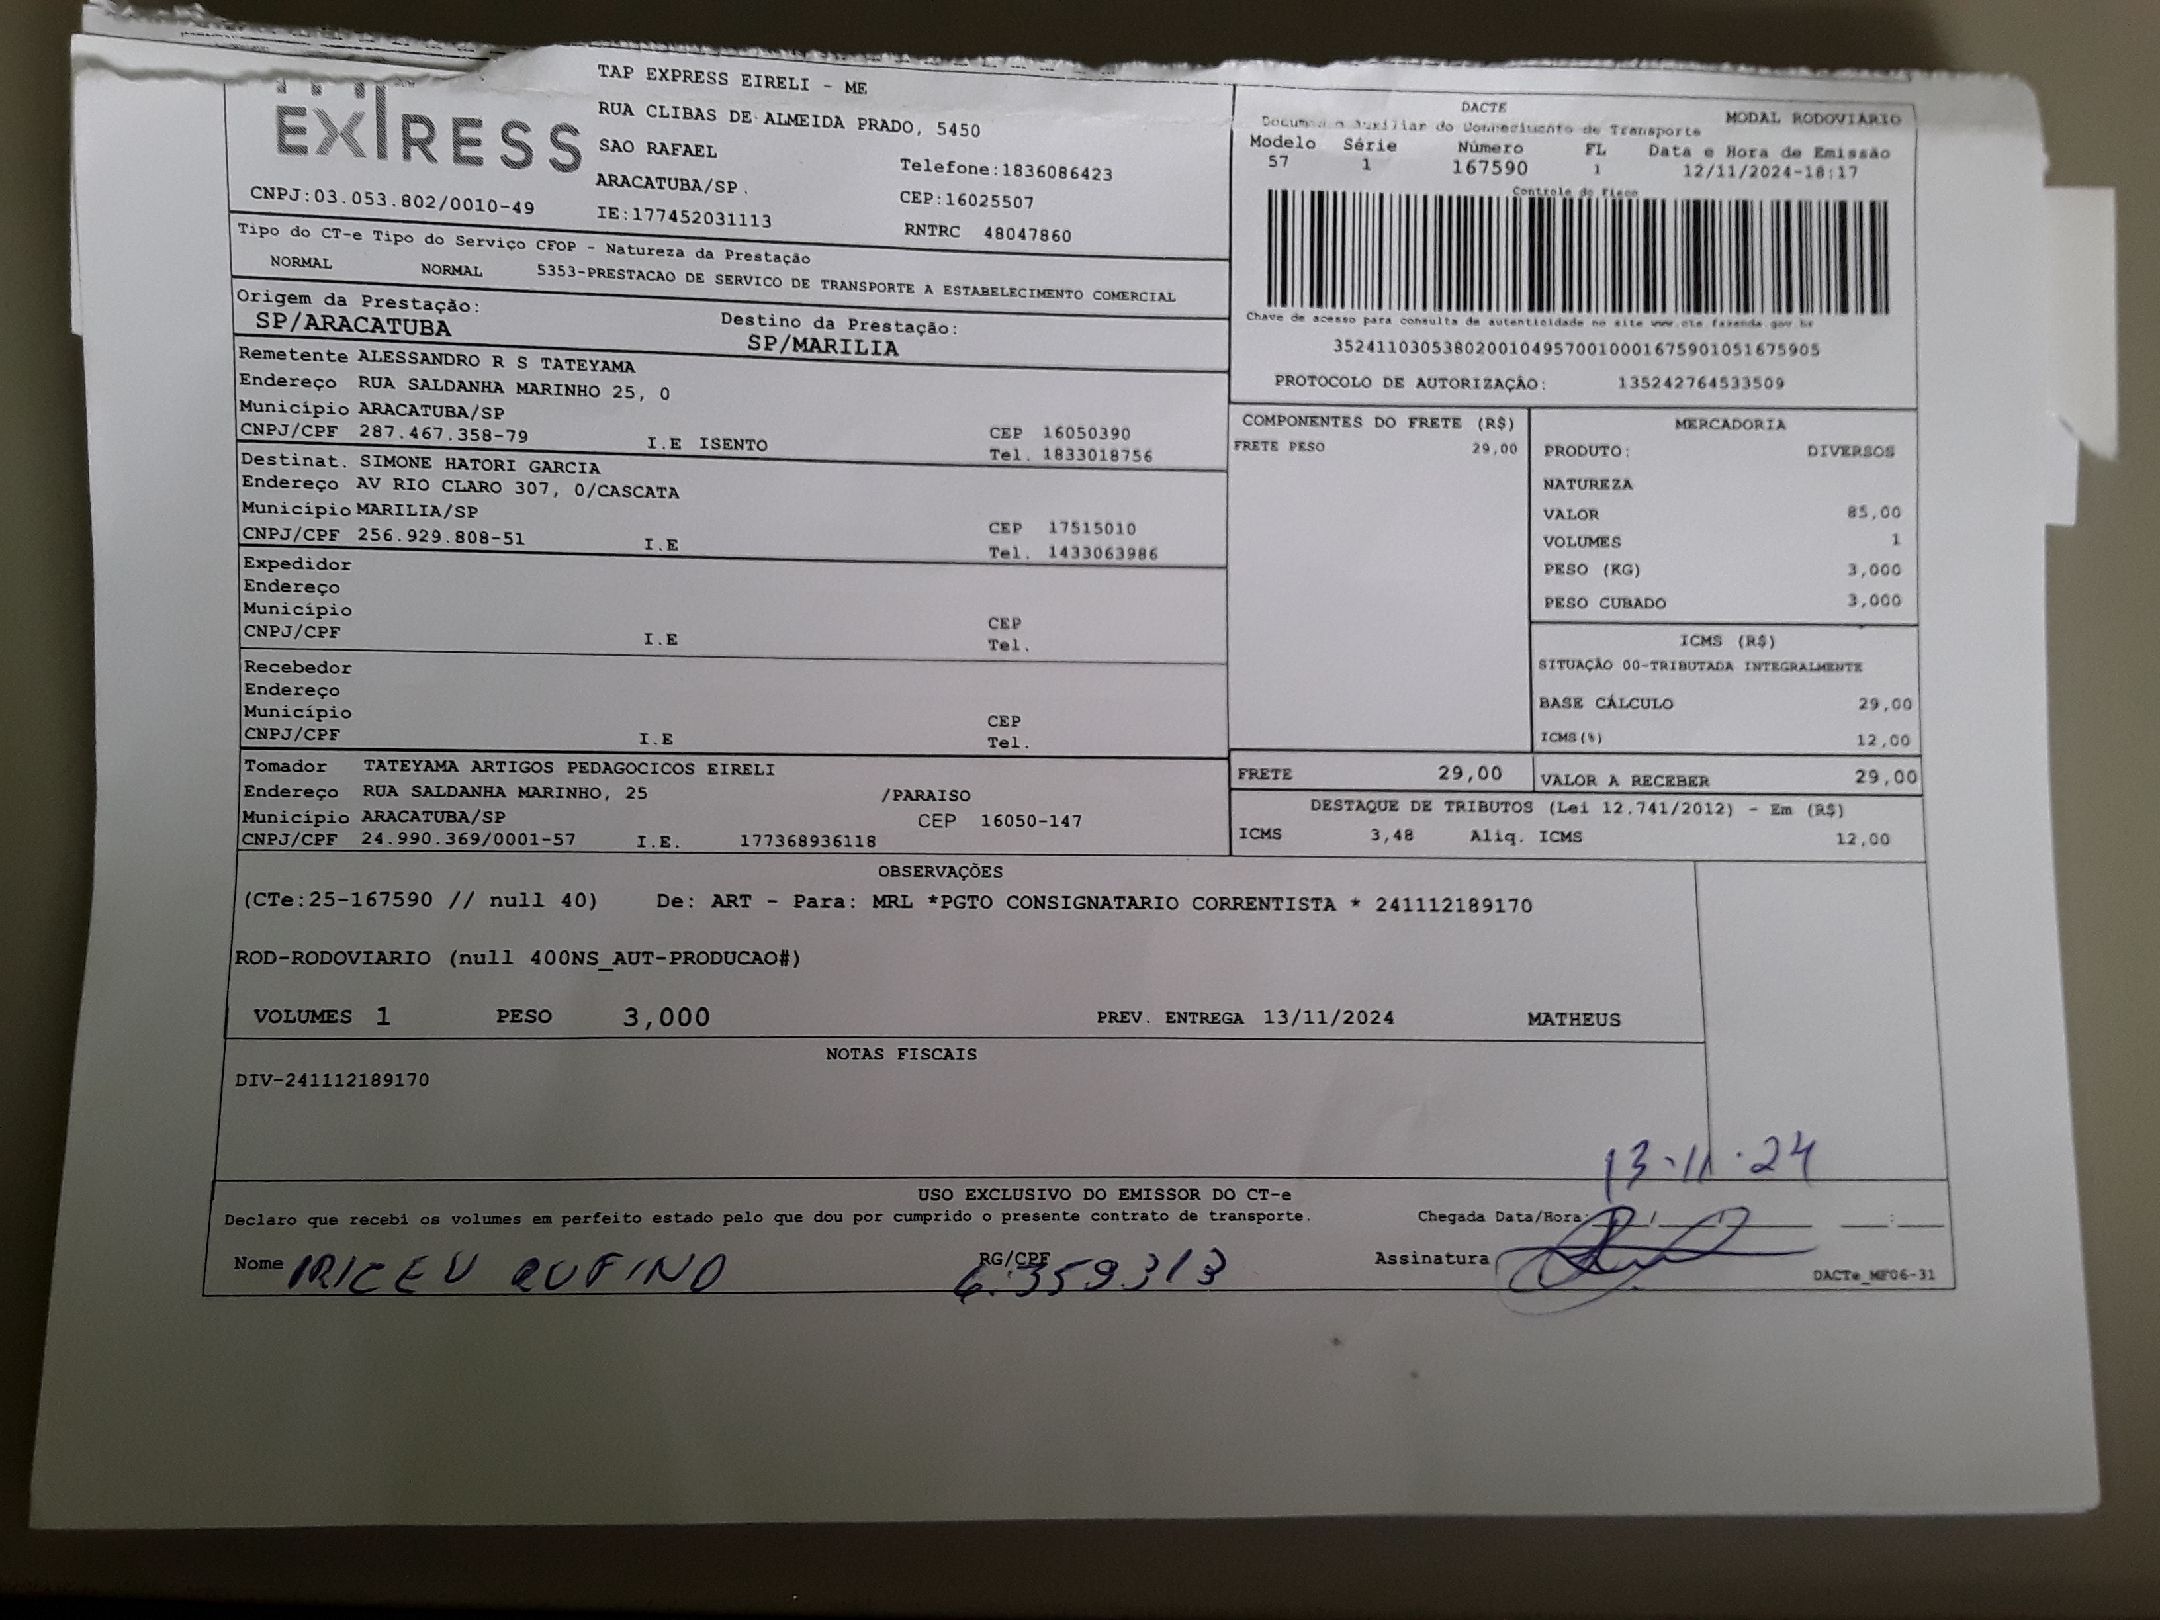 EXPRESS
TAP EXPRESS EIRELI - ME
RUA CLIBAS DE ALMEIDA PRADO, 5450
SAO RAFAEL
Telefone:1836086423
ARACATUBA/SP.
CEP:16025507
CNPJ:03.053.802/0010-49
IE:177452031113
RNTRC 48047860
Tipo do CT-e Tipo do Serviço CFOP - Natureza da Prestação
NORMAL NORMAL 5353-PRESTACAO DE SERVICO DE TRANSPORTE A ESTABELECIMENTO COMERCIAL
Origem da Prestação:
SP/ARACATUBA
Destino da Prestação:
SP/MARILIA
DACTE
MODAL RODOVIARIO
Documento Auxiliar do Conhecimento de Transporte
Modelo Série Número FL Data e Hora de Emissão
57 1 167590 1 12/11/2024-18:17
Controle do Fisco
Chave de acesso para consulta de autenticidade no site www.cte.fazenda.gov.br
35241103053802001049570010001675901051675905
PROTOCOLO DE AUTORIZAÇÃO: 135242764533509
Remetente ALESSANDRO R S TATEYAMA
Endereço RUA SALDANHA MARINHO 25, 0
Município ARACATUBA/SP
CNPJ/CPF 287.467.358-79 I.E ISENTO CEP 16050390
Tel. 1833018756
Destinat. SIMONE HATORI GARCIA
Endereço AV RIO CLARO 307, 0/CASCATA
Município MARILIA/SP
CNPJ/CPF 256.929.808-51 I.E CEP 17515010
Tel. 1433063986
Expedidor
Endereço
Município
CNPJ/CPF I.E CEP
Tel.
Recebedor
Endereço
Município
CNPJ/CPF I.E CEP
Tel.
Tomador TATEYAMA ARTIGOS PEDAGOCICOS EIRELI
Endereço RUA SALDANHA MARINHO, 25 /PARAISO
Município ARACATUBA/SP CEP 16050-147
CNPJ/CPF 24.990.369/0001-57 I.E. 177368936118
COMPONENTES DO FRETE (R$)
FRETE PESO 29,00
MERCADORIA
PRODUTO: DIVERSOS
NATUREZA
VALOR 85,00
VOLUMES 1
PESO (KG) 3,000
PESO CUBADO 3,000
ICMS (R$)
SITUAÇÃO 00-TRIBUTADA INTEGRALMENTE
BASE CÁLCULO 29,00
ICMS(%) 12,00
FRETE 29,00 VALOR A RECEBER 29,00
DESTAQUE DE TRIBUTOS (Lei 12.741/2012) - Em (R$)
ICMS 3,48 Aliq. ICMS 12,00
OBSERVAÇÕES
(CTe:25-167590 // null 40) De: ART - Para: MRL *PGTO CONSIGNATARIO CORRENTISTA * 241112189170
ROD-RODOVIARIO (null 400NS_AUT-PRODUCAO#)
VOLUMES 1 PESO 3,000 PREV. ENTREGA 13/11/2024 MATHEUS
NOTAS FISCAIS
DIV-241112189170
13.11.24
USO EXCLUSIVO DO EMISSOR DO CT-e
Declaro que recebi os volumes em perfeito estado pelo que dou por cumprido o presente contrato de transporte. Chegada Data/Hora:
Nome IRICEU RUFINO RG/CPF 6.359313 Assinatura
DACTe_MF06-31